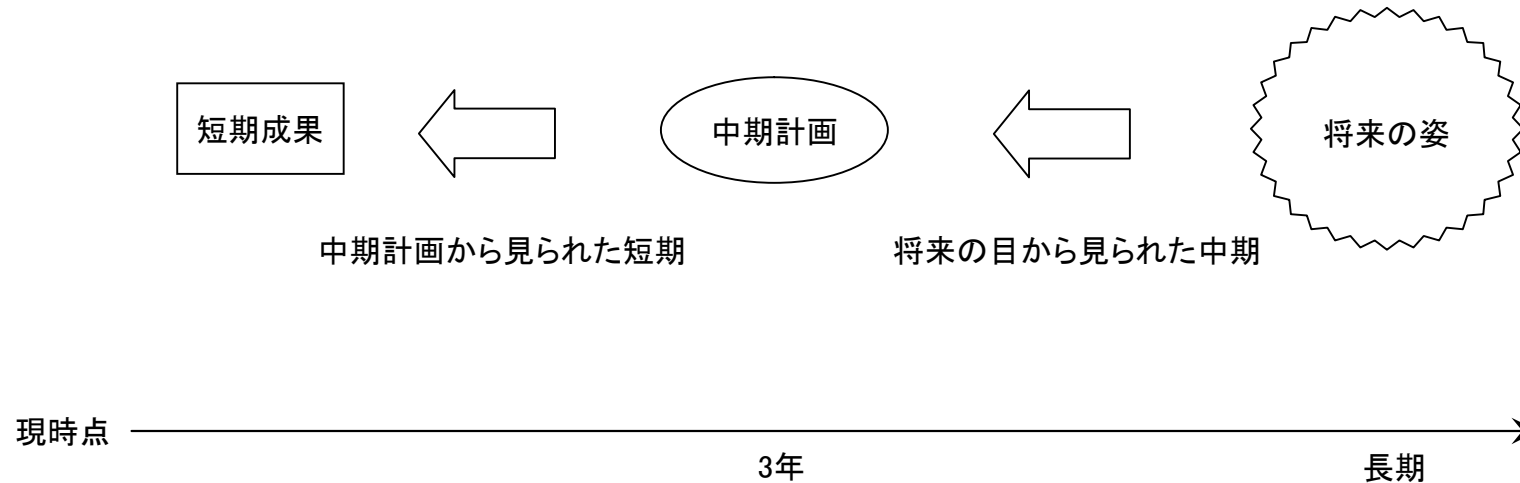 短期成果
中期計画
将来の姿
中期計画から見られた短期
将来の目から見られた中期
現時点
3年
長期